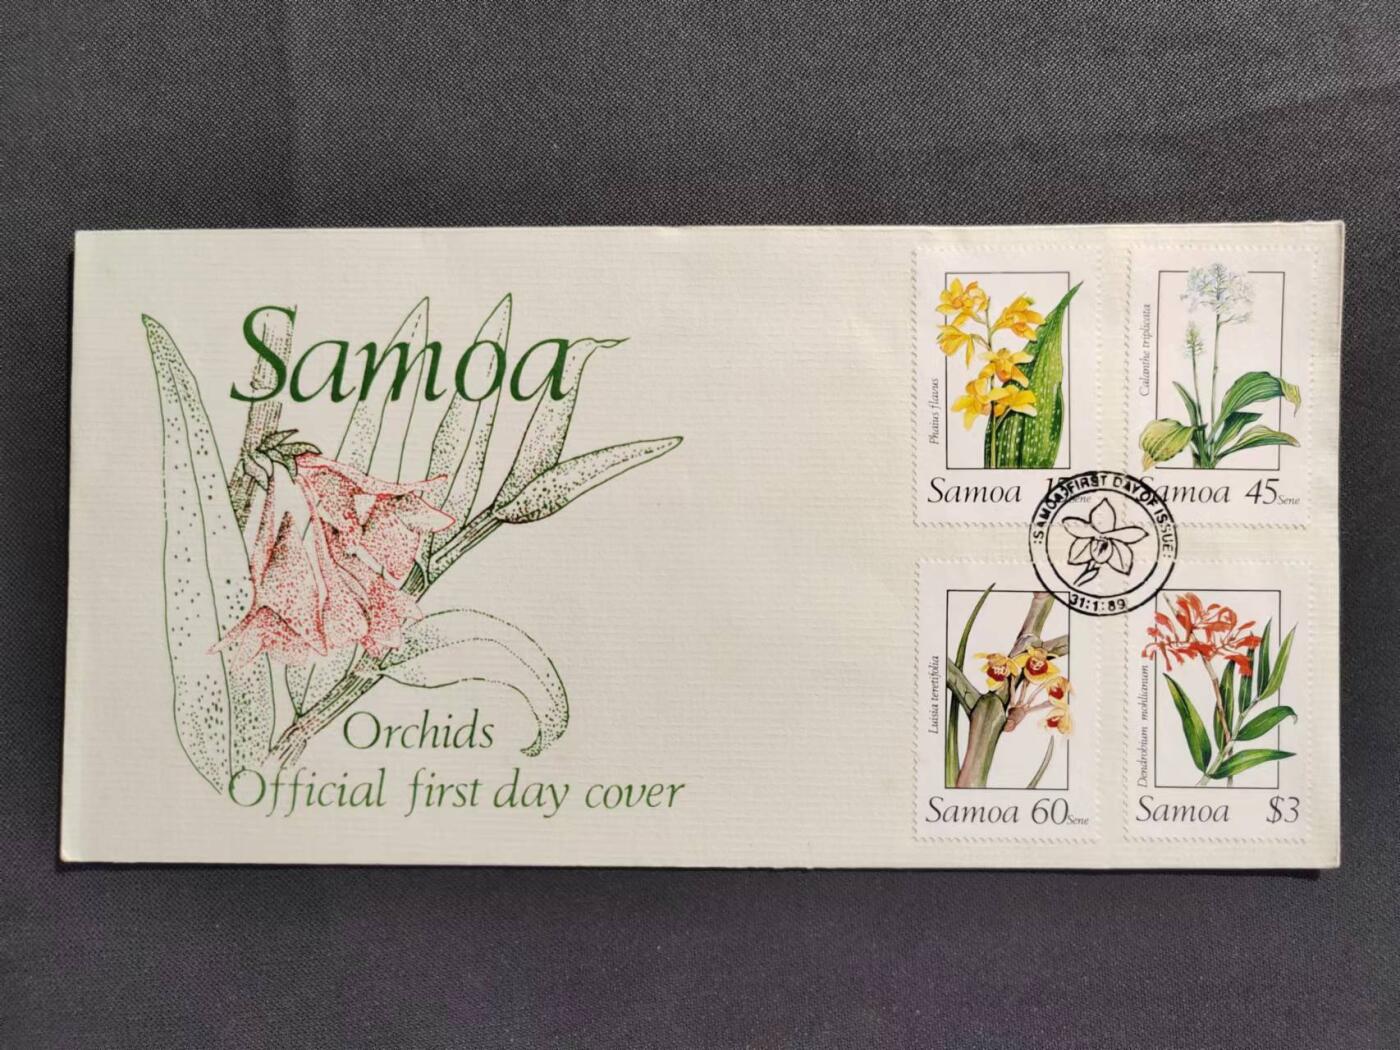 Samoa
Orchids
Official first day cover
Phaius flavus
Samoa
Sene
Calanthe triplicata
Samoa 45 Sene
:SAMOA:FIRST DAY OF ISSUE:
31:1:89
Luisia teretifolia
Samoa 60 Sene
Dendrobium mohlianum
Samoa $3